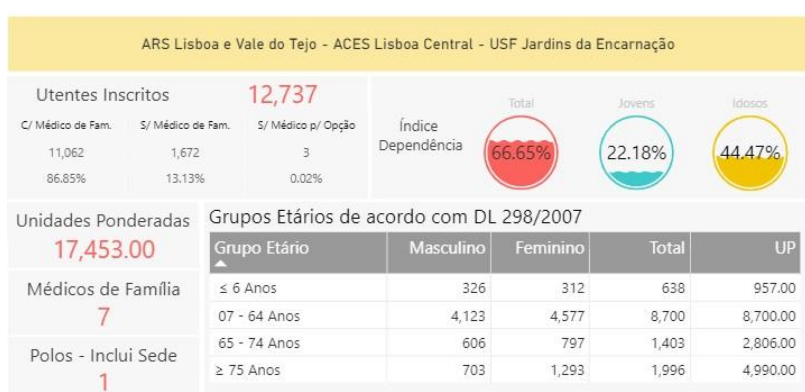 ARS Lisboa e Vale do Tejo - ACES Lisboa Central - USF Jardins da Encarnação
Utentes Inscritos 12,737
C/ Médico de Fam. S/ Médico de Fam. S/ Médico p/ Opção
11,062 1,672 3
86.85% 13.13% 0.02%
Índice Dependência
Total Jovens Idosos
66.65% 22.18% 44.47%
Unidades Ponderadas
17,453.00
Médicos de Família
7
Polos - Inclui Sede
1
Grupos Etários de acordo com DL 298/2007
Grupo Etário Masculino Feminino Total UP
≤ 6 Anos 326 312 638 957.00
07 - 64 Anos 4,123 4,577 8,700 8,700.00
65 - 74 Anos 606 797 1,403 2,806.00
≥ 75 Anos 703 1,293 1,996 4,990.00